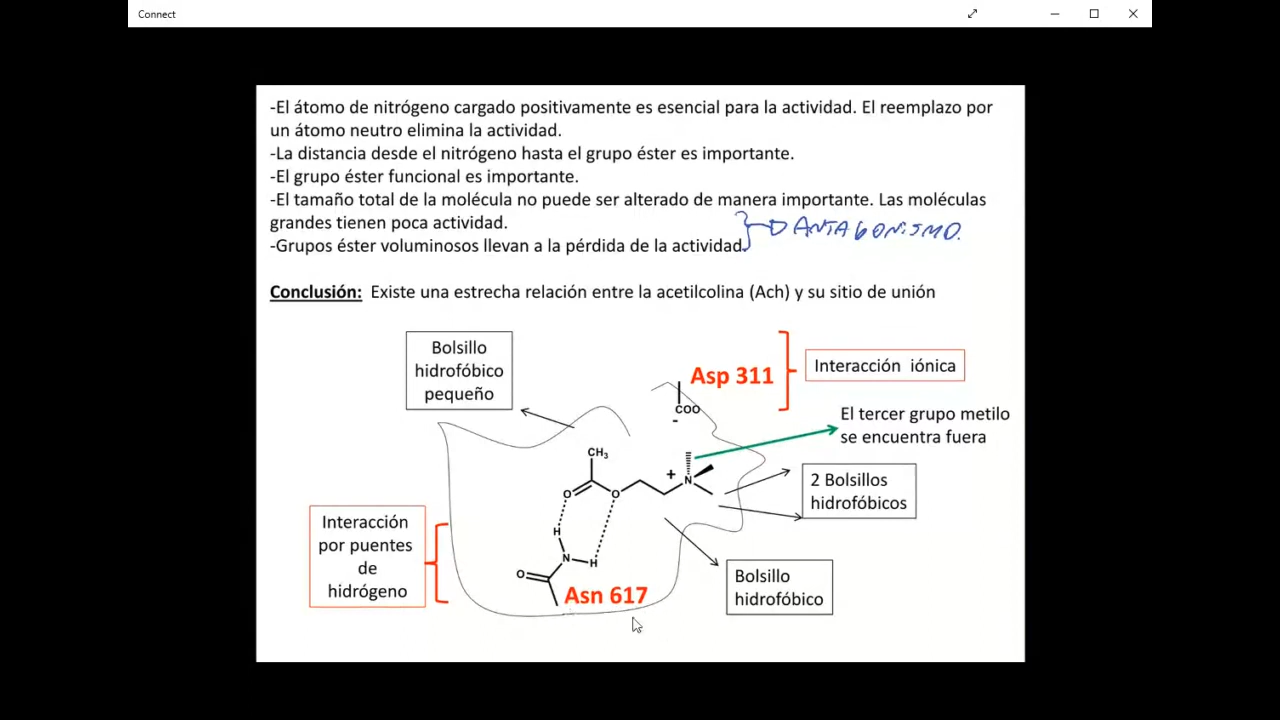 Connect
-El átomo de nitrógeno cargado positivamente es esencial para la actividad. El reemplazo por
un átomo neutro elimina la actividad.
-La distancia desde el nitrógeno hasta el grupo éster es importante.
-El grupo éster funcional es importante.
-El tamaño total de la molécula no puede ser alterado de manera importante. Las moléculas
grandes tienen poca actividad.
-Grupos éster voluminosos llevan a la pérdida de la actividad.
ANTAGONISMO.
Conclusión: Existe una estrecha relación entre la acetilcolina (Ach) y su sitio de unión
Bolsillo
hidrofóbico
pequeño
Asp 311
Interacción iónica
COO
-
El tercer grupo metilo
se encuentra fuera
CH3
+
N
O
O
2 Bolsillos
hidrofóbicos
Interacción
por puentes
de
hidrógeno
H
N
H
O
Asn 617
Bolsillo
hidrofóbico